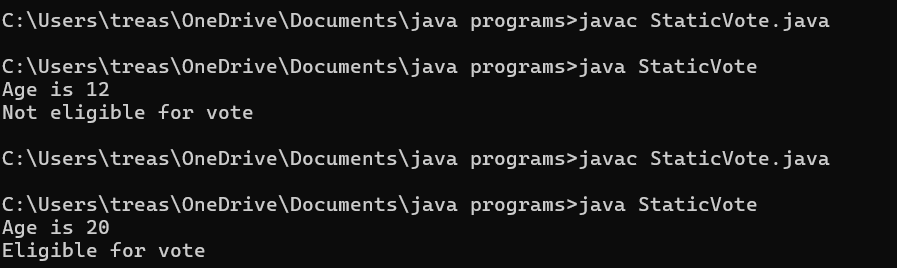 C:\Users\treas\OneDrive\Documents\java programs>javac StaticVote.java
C:\Users\treas\OneDrive\Documents\java programs>java StaticVote
Age is 12
Not eligible for vote
C:\Users\treas\OneDrive\Documents\java programs>javac StaticVote.java
C:\Users\treas\OneDrive\Documents\java programs>java StaticVote
Age is 20
Eligible for vote